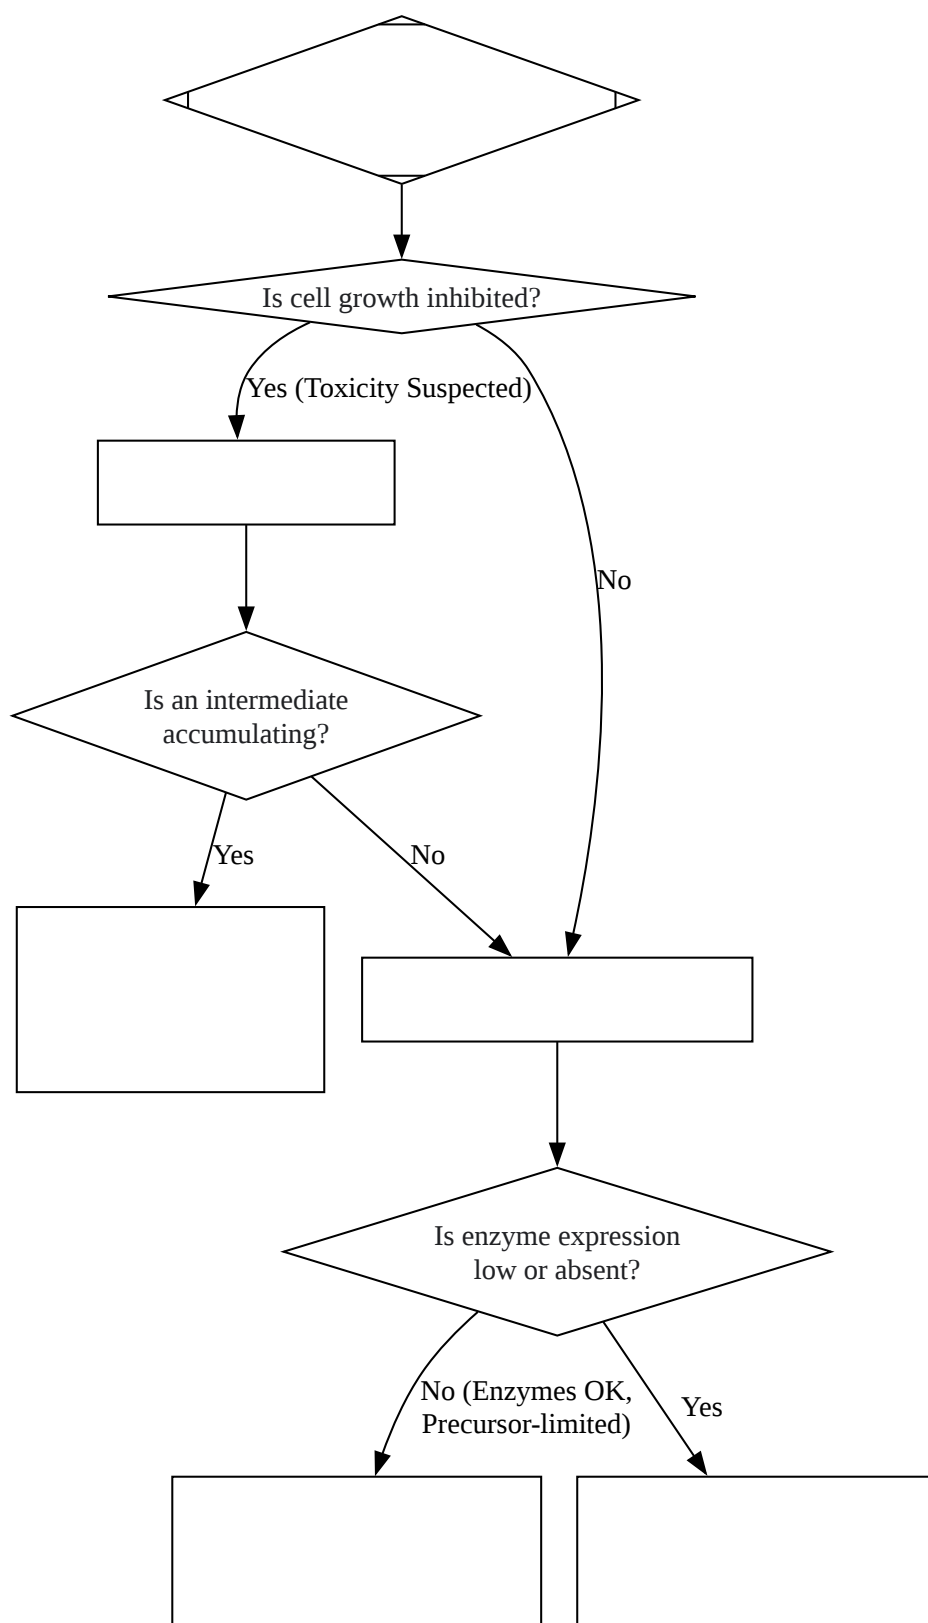 Is cell growth inhibited?
Yes (Toxicity Suspected)
No
Is an intermediate
accumulating?
Yes
No
Is enzyme expression
low or absent?
No (Enzymes OK,
Precursor-limited)
Yes